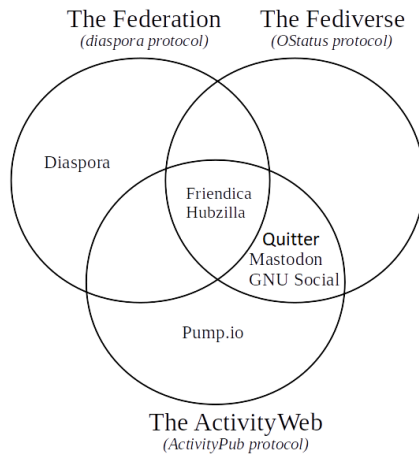 The Federation
(diaspora protocol)
The Fediverse
(OStatus protocol)
Diaspora
Friendica
Hubzilla
Quitter
Mastodon
GNU Social
Pump.io
The ActivityWeb
(ActivityPub protocol)